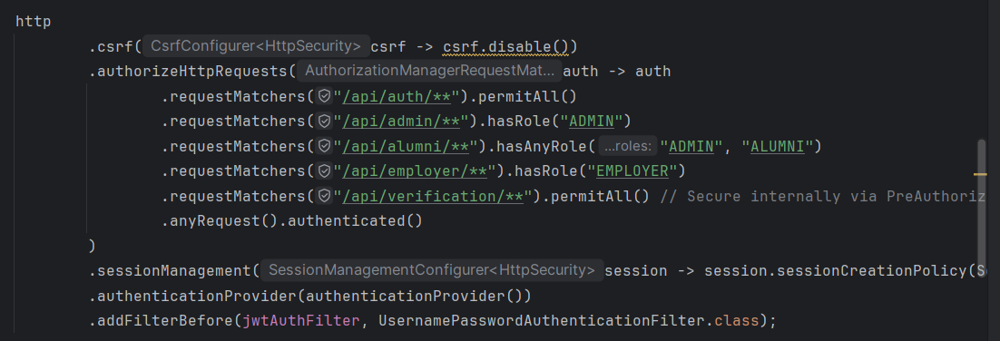 http
.csrf( CsrfConfigurer<HttpSecurity> csrf -> csrf.disable())
.authorizeHttpRequests( AuthorizationManagerRequestMat... auth -> auth
.requestMatchers("/api/auth/**").permitAll()
.requestMatchers("/api/admin/**").hasRole("ADMIN")
.requestMatchers("/api/alumni/**").hasAnyRole( ...roles: "ADMIN", "ALUMNI")
.requestMatchers("/api/employer/**").hasRole("EMPLOYER")
.requestMatchers("/api/verification/**").permitAll() // Secure internally via PreAuthoriz
.anyRequest().authenticated()
)
.sessionManagement( SessionManagementConfigurer<HttpSecurity> session -> session.sessionCreationPolicy(
.authenticationProvider(authenticationProvider())
.addFilterBefore(jwtAuthFilter, UsernamePasswordAuthenticationFilter.class);